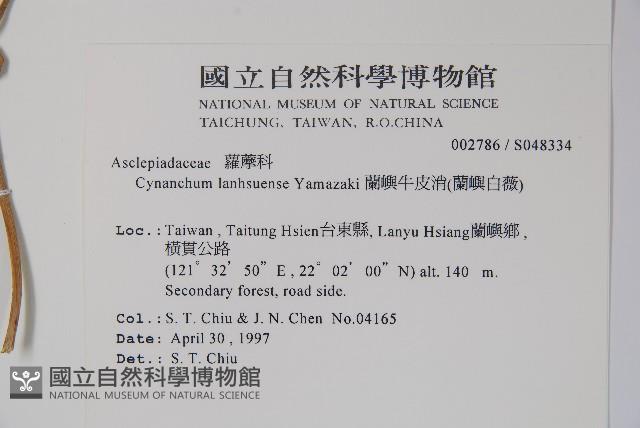 國立自然科學博物館
NATIONAL MUSEUM OF NATURAL SCIENCE
TAICHUNG, TAIWAN, R.O.CHINA
002786 / S048334
Asclepiadaceae 蘿藦科
Cynanchum lanhsuense Yamazaki 蘭嶼牛皮消(蘭嶼白薇)
Loc.: Taiwan , Taitung Hsien台東縣, Lanyu Hsiang蘭嶼鄉 ,
橫貫公路
(121° 32' 50" E , 22° 02' 00" N) alt. 140 m.
Secondary forest, road side.
Col.: S. T. Chiu & J. N. Chen No.04165
Date: April 30 , 1997
Det.: S. T. Chiu
國立自然科學博物館
NATIONAL MUSEUM OF NATURAL SCIENCE